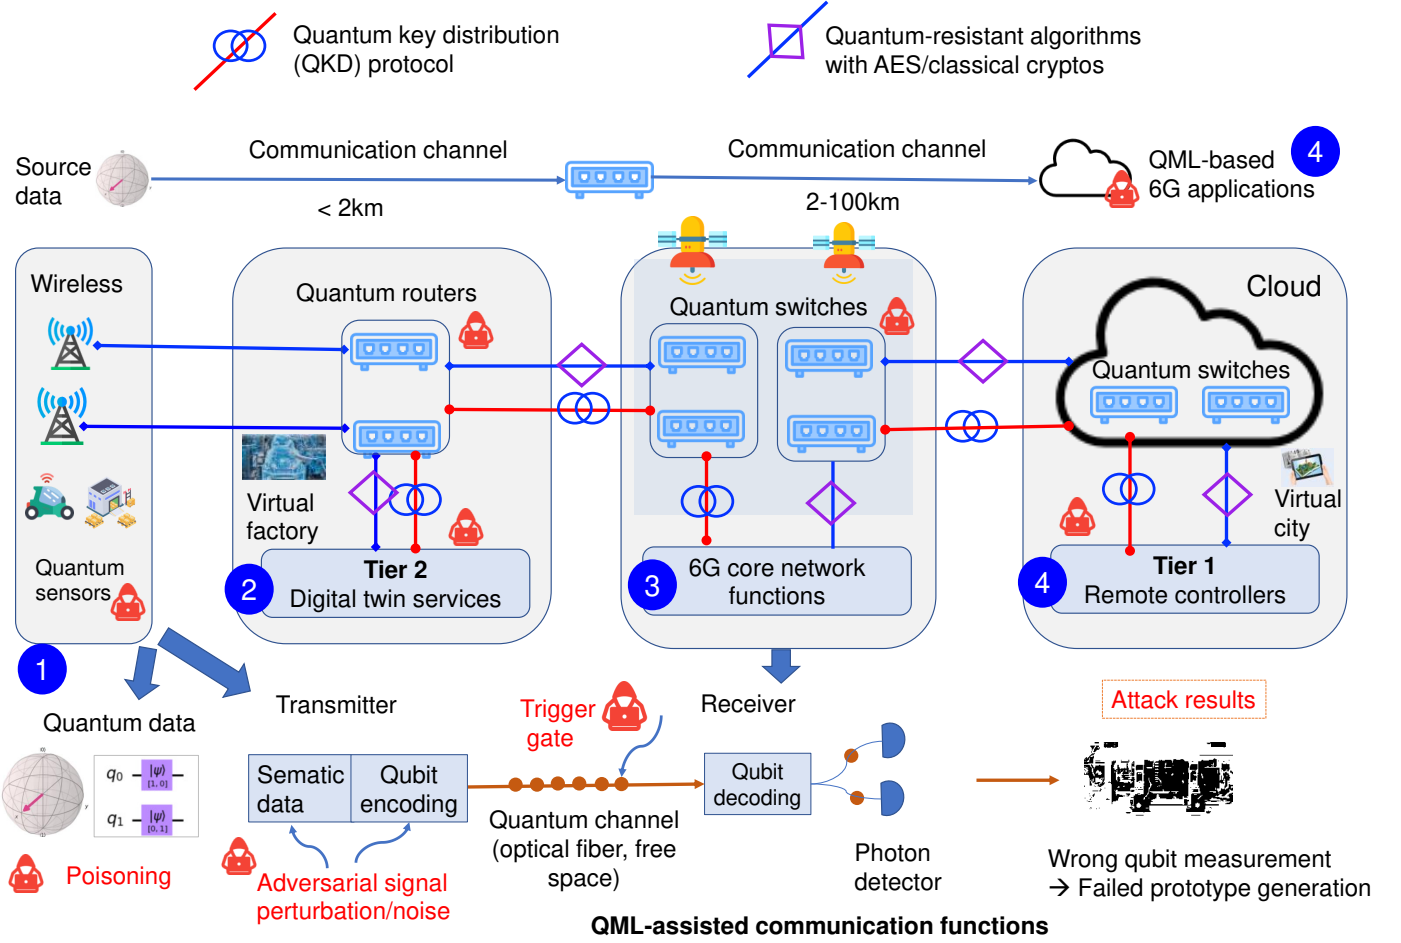 Quantum key distribution
(QKD) protocol
Quantum-resistant algorithms
with AES/classical cryptos
Source
data
Communication channel
< 2km
Communication channel
2-100km
QML-based
6G applications
4
Wireless
Quantum routers
Quantum switches
Cloud
Quantum switches
Virtual
factory
Virtual
city
Quantum
sensors
1
2
Tier 2
Digital twin services
3
6G core network
functions
4
Tier 1
Remote controllers
Quantum data
Transmitter
Trigger
gate
Receiver
Attack results
q0 |ψ⟩
[1, 0]
q1 |ψ⟩
[0, 1]
Sematic
data
Qubit
encoding
Qubit
decoding
Quantum channel
(optical fiber, free
space)
Photon
detector
Poisoning
Adversarial signal
perturbation/noise
Wrong qubit measurement
→ Failed prototype generation
QML-assisted communication functions